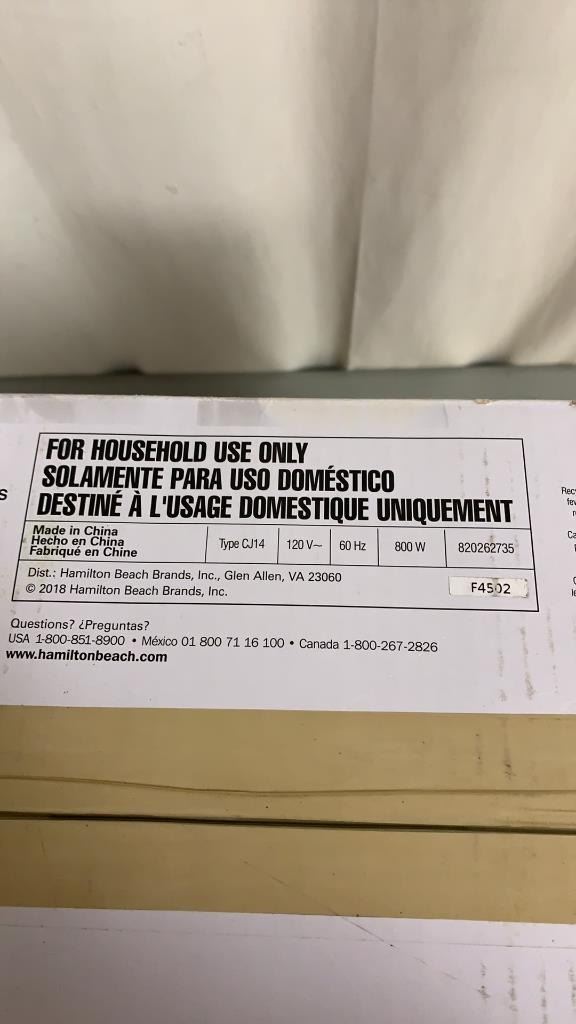 FOR HOUSEHOLD USE ONLY
SOLAMENTE PARA USO DOMÉSTICO
DESTINÉ À L'USAGE DOMESTIQUE UNIQUEMENT
Made in China
Hecho en China
Fabriqué en Chine
Type CJ14
120 V~
60 Hz
800 W
820262735
Dist.: Hamilton Beach Brands, Inc., Glen Allen, VA 23060
© 2018 Hamilton Beach Brands, Inc.
F4502
Questions? ¿Preguntas?
USA 1-800-851-8900 • México 01 800 71 16 100 • Canada 1-800-267-2826
www.hamiltonbeach.com